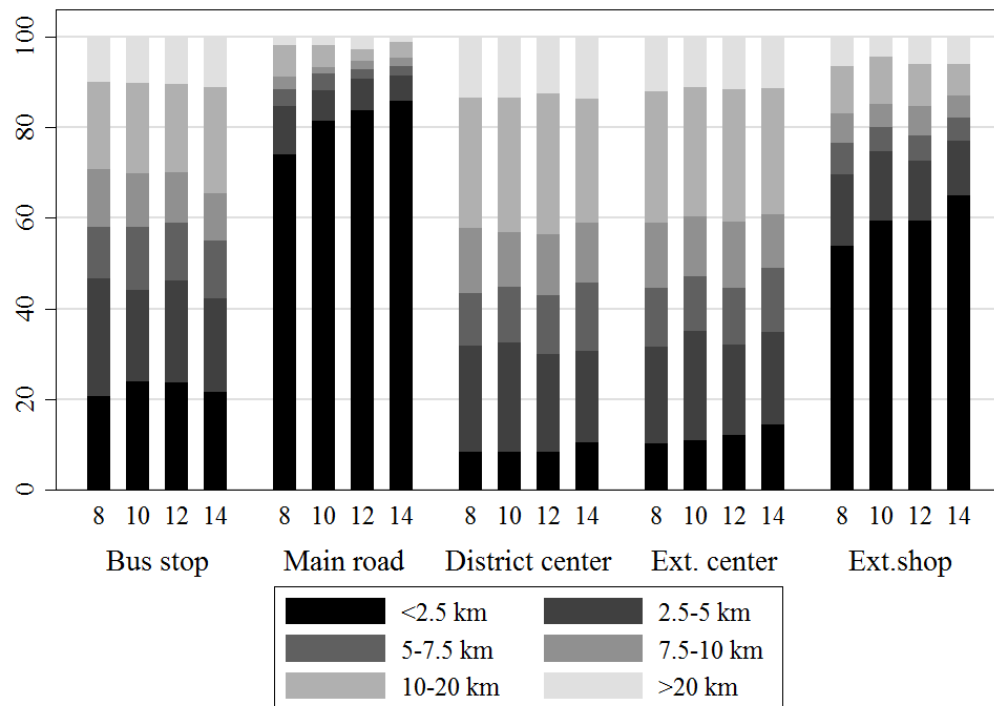 100
80
60
40
20
0
8 10 12 14 8 10 12 14 8 10 12 14 8 10 12 14 8 10 12 14
Bus stop Main road District center Ext. center Ext.shop
<2.5 km 2.5-5 km
5-7.5 km 7.5-10 km
10-20 km >20 km